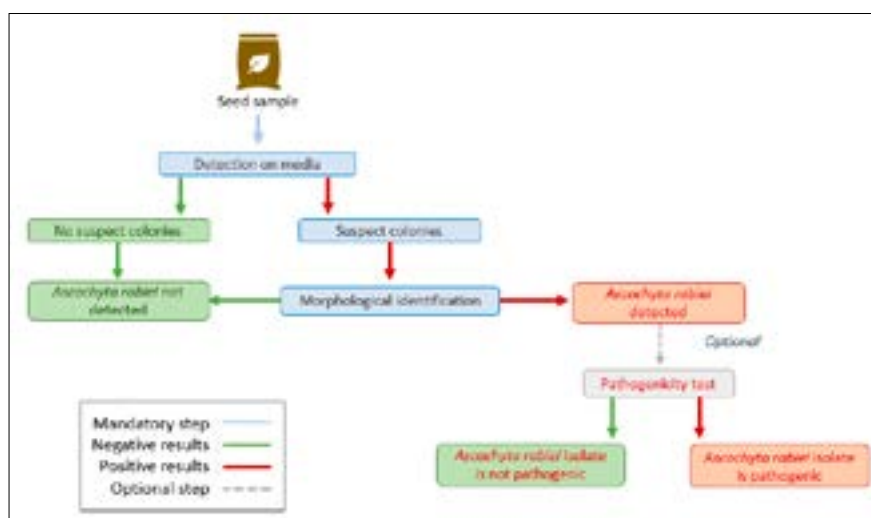 Seed sample
Detection on media
No suspect colonies
Suspect colonies
Ascochyta rabiei not
detected
Morphological identification
Ascochyta rabiei
detected
Optional
Pathogenicity test
Mandatory step
Negative results
Positive results
Optional step
Ascochyta rabiei isolate
is not pathogenic
Ascochyta rabiei isolate
is pathogenic